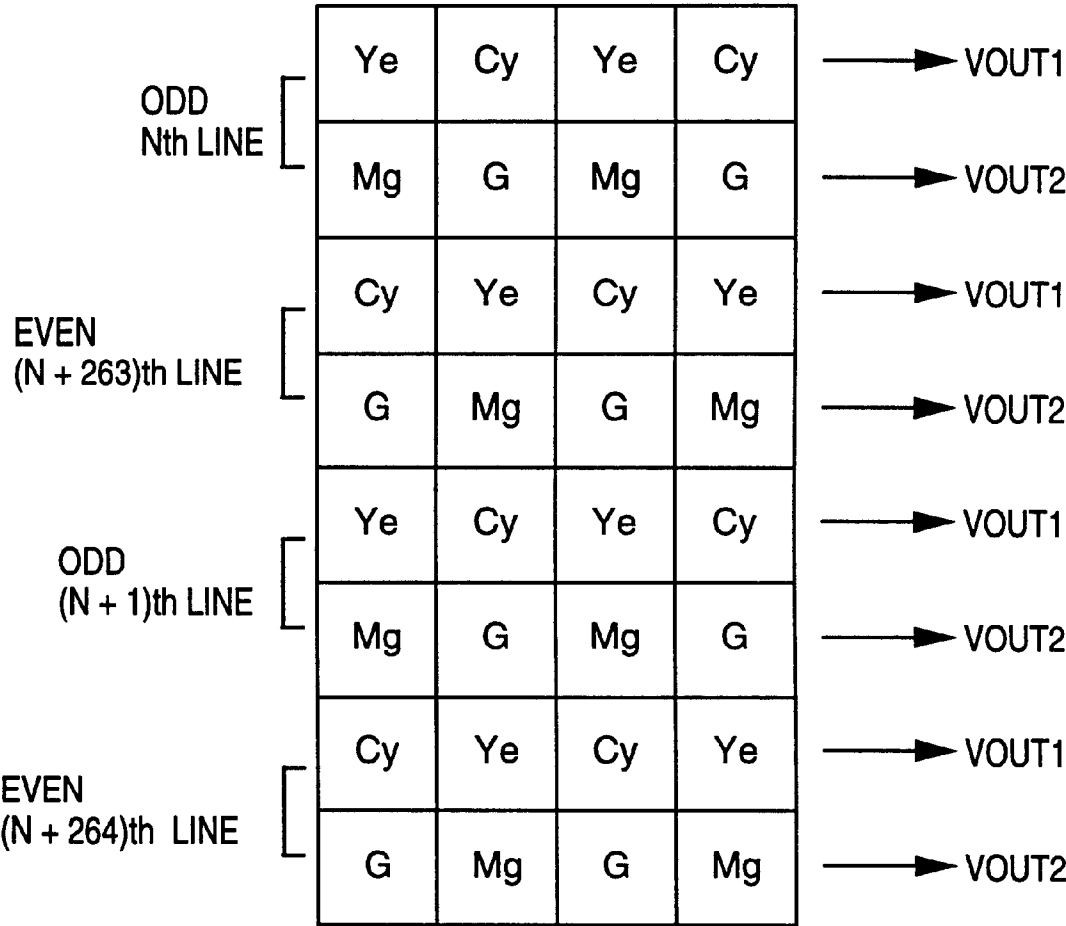 Ye Cy Ye Cy VOUT1
ODD
Nth LINE
Mg G Mg G VOUT2
Cy Ye Cy Ye VOUT1
EVEN
(N + 263)th LINE
G Mg G Mg VOUT2
Ye Cy Ye Cy VOUT1
ODD
(N + 1)th LINE
Mg G Mg G VOUT2
Cy Ye Cy Ye VOUT1
EVEN
(N + 264)th LINE
G Mg G Mg VOUT2